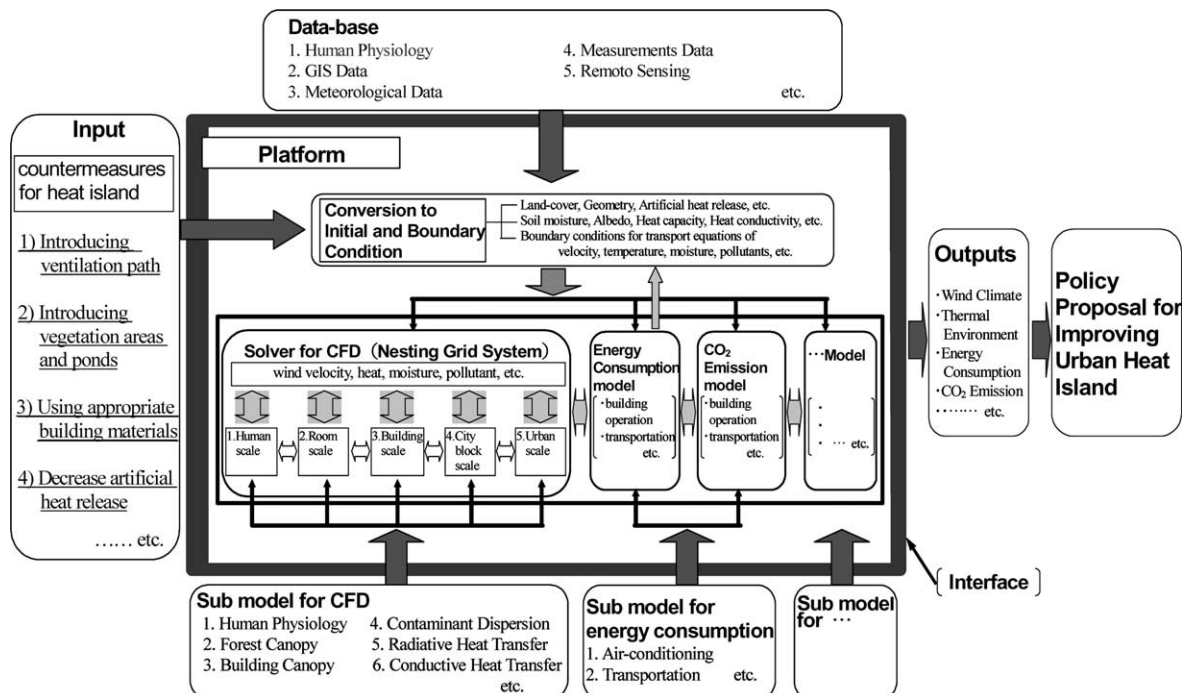 Data-base
1. Human Physiology
2. GIS Data
3. Meteorological Data
4. Measurements Data
5. Remoto Sensing
etc.
Input
countermeasures
for heat island
1) Introducing
ventilation path
2) Introducing
vegetation areas
and ponds
3) Using appropriate
building materials
4) Decrease artificial
heat release
…… etc.
Platform
Conversion to
Initial and Boundary
Condition
Land-cover, Geometry, Artificial heat release, etc.
Soil moisture, Albedo, Heat capacity, Heat conductivity, etc.
Boundary conditions for transport equations of
velocity, temperature, moisture, pollutants, etc.
Solver for CFD (Nesting Grid System)
wind velocity, heat, moisture, pollutant, etc.
1.Human
scale
2.Room
scale
3.Building
scale
4.City
block
scale
5.Urban
scale
Energy
Consumption
model
・building
operation
・transportation
etc.
CO₂
Emission model
・building
operation
・transportation
etc.
…Model
・
・
・ … etc.
Outputs
・Wind Climate
・Thermal
Environment
・Energy
Consumption
・CO₂ Emission
・…… etc.
Policy
Proposal for
Improving
Urban Heat
Island
[Interface]
Sub model for CFD
1. Human Physiology
2. Forest Canopy
3. Building Canopy
4. Contaminant Dispersion
5. Radiative Heat Transfer
6. Conductive Heat Transfer
etc.
Sub model for
energy consumption
1. Air-conditioning
2. Transportation
etc.
Sub model
for …